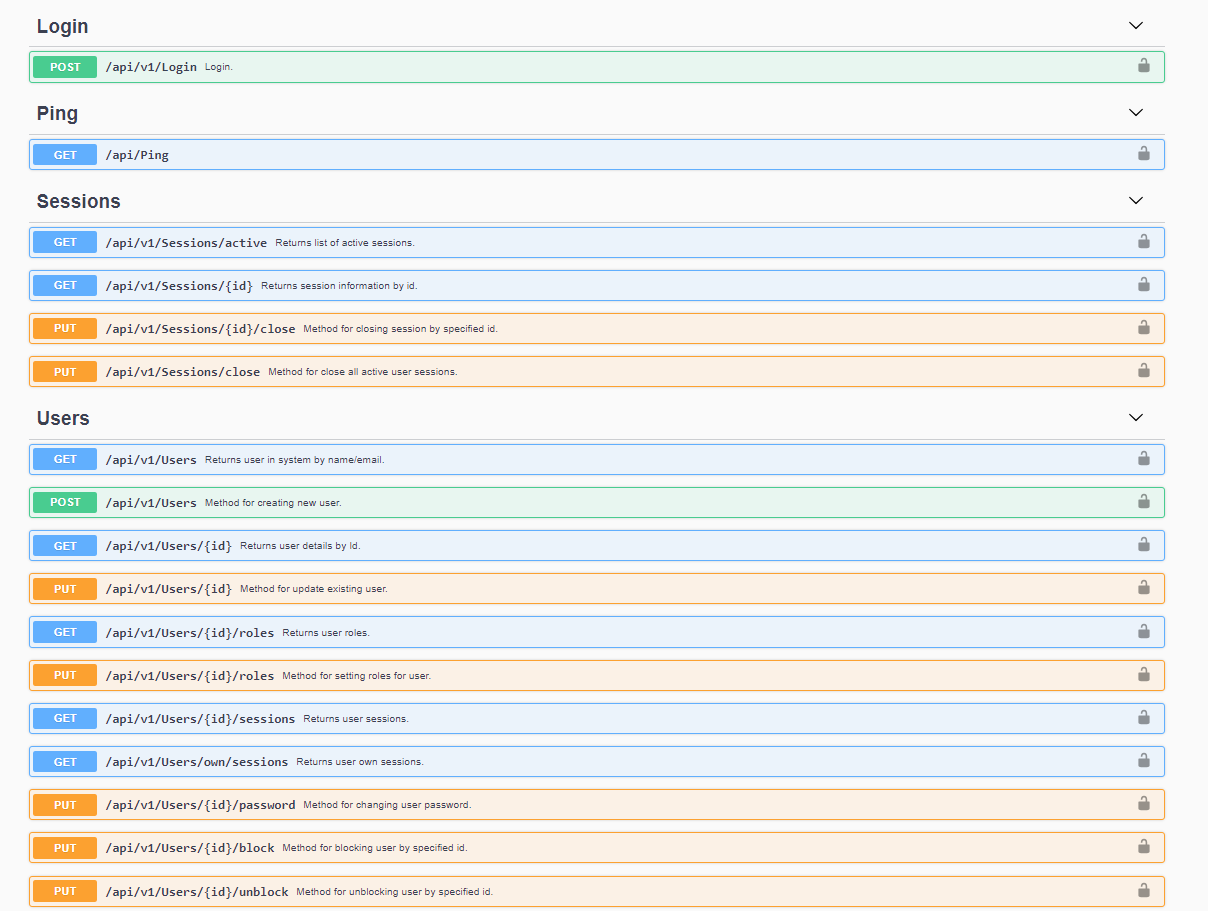 Login
POST /api/v1/Login Login.
Ping
GET /api/Ping
Sessions
GET /api/v1/Sessions/active Returns list of active sessions.
GET /api/v1/Sessions/{id} Returns session information by id.
PUT /api/v1/Sessions/{id}/close Method for closing session by specified id.
PUT /api/v1/Sessions/close Method for close all active user sessions.
Users
GET /api/v1/Users Returns user in system by name/email.
POST /api/v1/Users Method for creating new user.
GET /api/v1/Users/{id} Returns user details by Id.
PUT /api/v1/Users/{id} Method for update existing user.
GET /api/v1/Users/{id}/roles Returns user roles.
PUT /api/v1/Users/{id}/roles Method for setting roles for user.
GET /api/v1/Users/{id}/sessions Returns user sessions.
GET /api/v1/Users/own/sessions Returns user own sessions.
PUT /api/v1/Users/{id}/password Method for changing user password.
PUT /api/v1/Users/{id}/block Method for blocking user by specified id.
PUT /api/v1/Users/{id}/unblock Method for unblocking user by specified id.